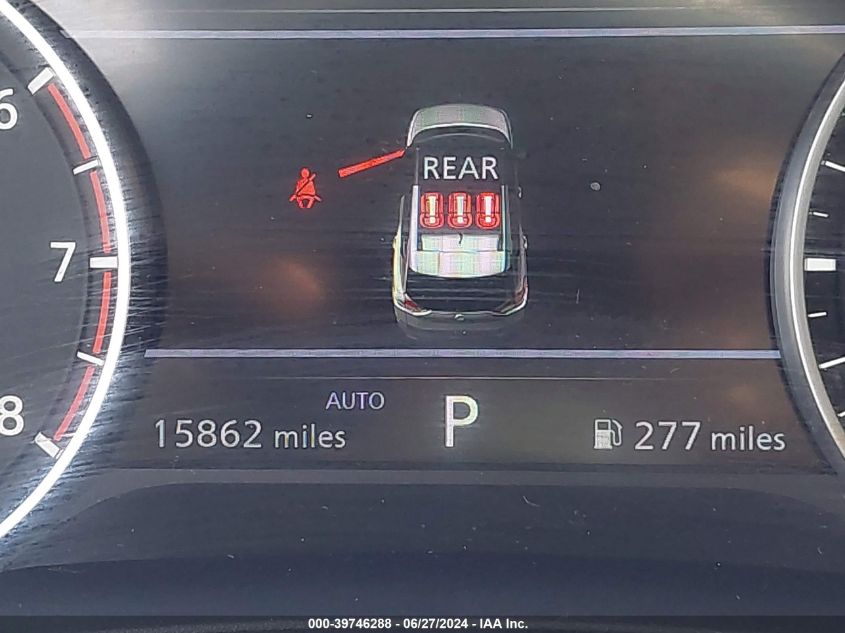 6
REAR
7
AUTO
8
15862 miles
P
277 miles
000-39746288 - 06/27/2024 - IAA Inc.